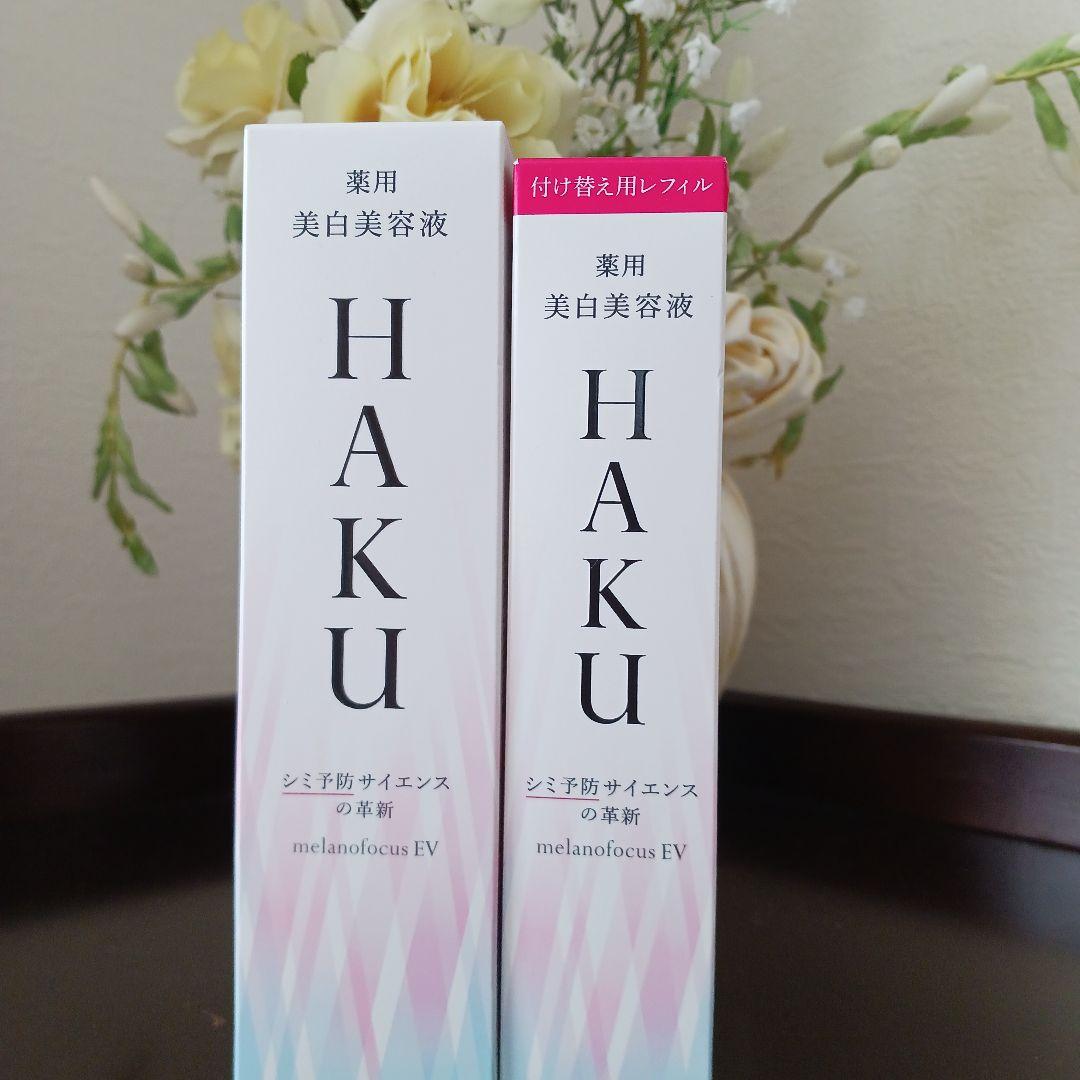 薬用
美白美容液
HAKU
シミ予防サイエンス
の革新
melanofocus EV
付け替え用レフィル
薬用
美白美容液
HAKU
シミ予防サイエンス
の革新
melanofocus EV